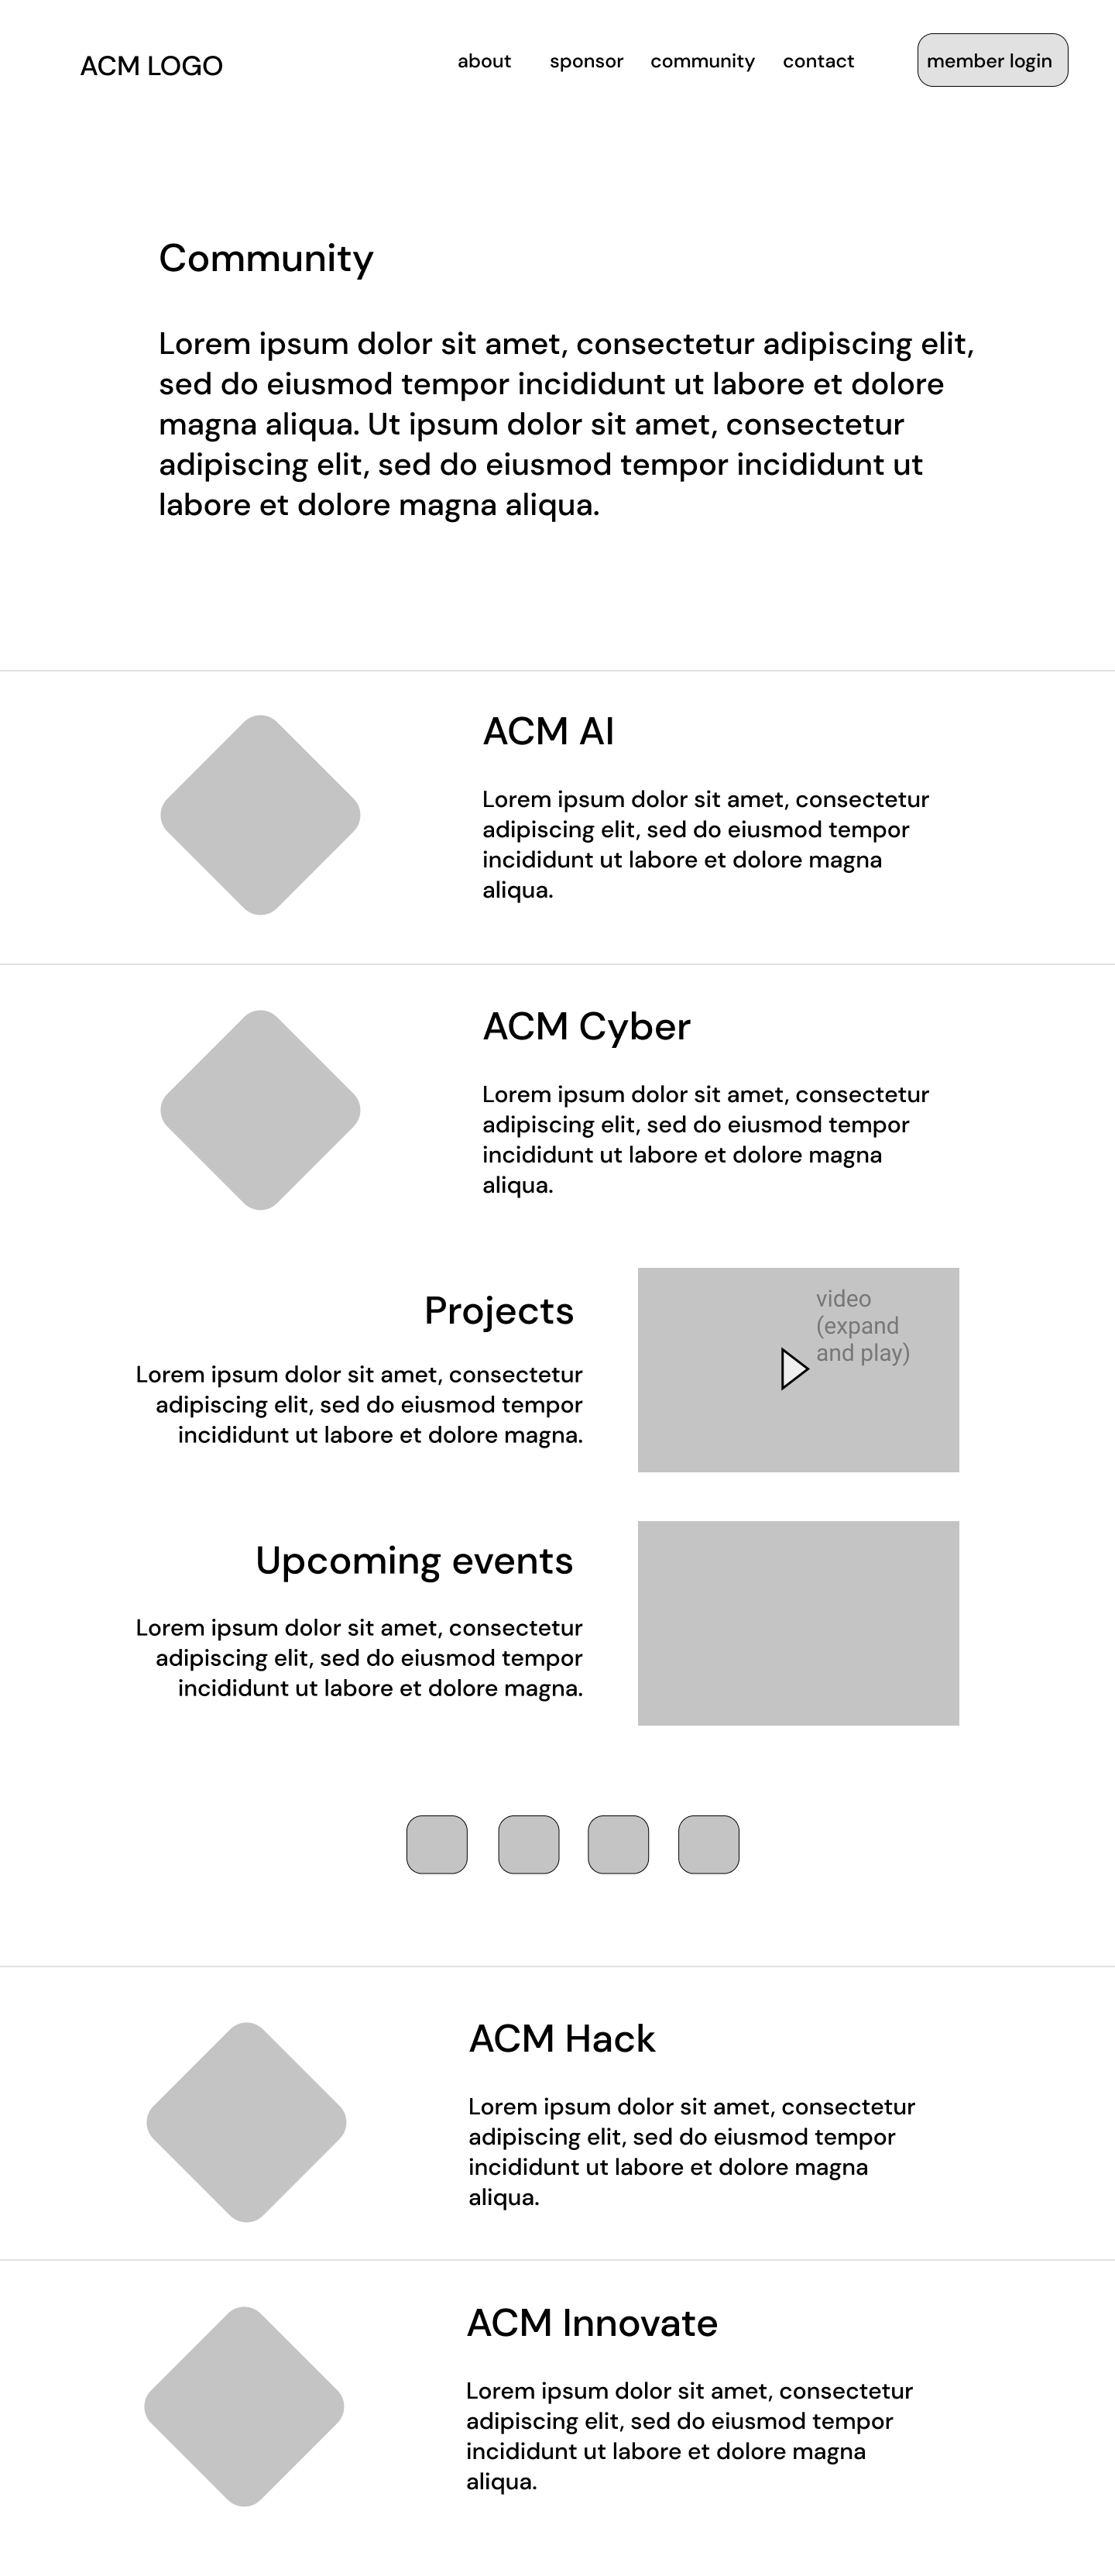 ACM LOGO
about sponsor community contact member login
Community
Lorem ipsum dolor sit amet, consectetur adipiscing elit,
sed do eiusmod tempor incididunt ut labore et dolore
magna aliqua. Ut ipsum dolor sit amet, consectetur
adipiscing elit, sed do eiusmod tempor incididunt ut
labore et dolore magna aliqua.
ACM AI
Lorem ipsum dolor sit amet, consectetur
adipiscing elit, sed do eiusmod tempor
incididunt ut labore et dolore magna
aliqua.
ACM Cyber
Lorem ipsum dolor sit amet, consectetur
adipiscing elit, sed do eiusmod tempor
incididunt ut labore et dolore magna
aliqua.
Projects
Lorem ipsum dolor sit amet, consectetur
adipiscing elit, sed do eiusmod tempor
incididunt ut labore et dolore magna.
video
(expand
and play)
Upcoming events
Lorem ipsum dolor sit amet, consectetur
adipiscing elit, sed do eiusmod tempor
incididunt ut labore et dolore magna.
ACM Hack
Lorem ipsum dolor sit amet, consectetur
adipiscing elit, sed do eiusmod tempor
incididunt ut labore et dolore magna
aliqua.
ACM Innovate
Lorem ipsum dolor sit amet, consectetur
adipiscing elit, sed do eiusmod tempor
incididunt ut labore et dolore magna
aliqua.